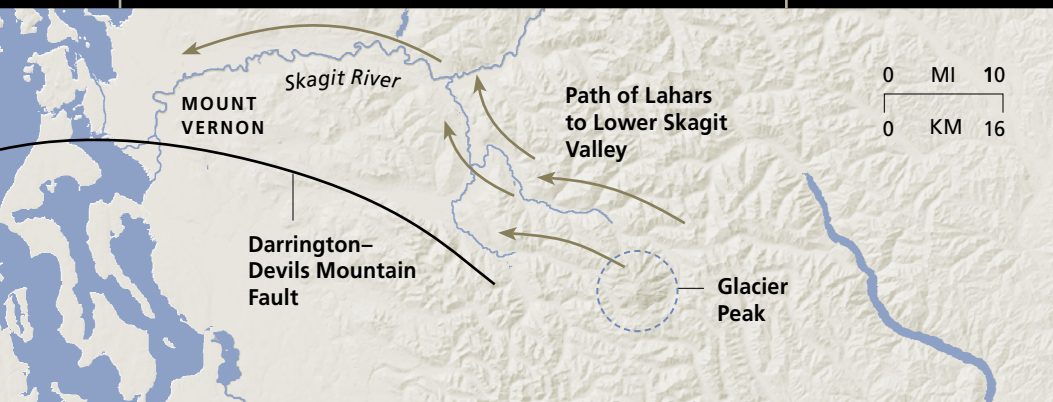 Skagit River
MOUNT
VERNON
Path of Lahars
to Lower Skagit
Valley
0 MI 10
0 KM 16
Darrington–
Devils Mountain
Fault
Glacier
Peak